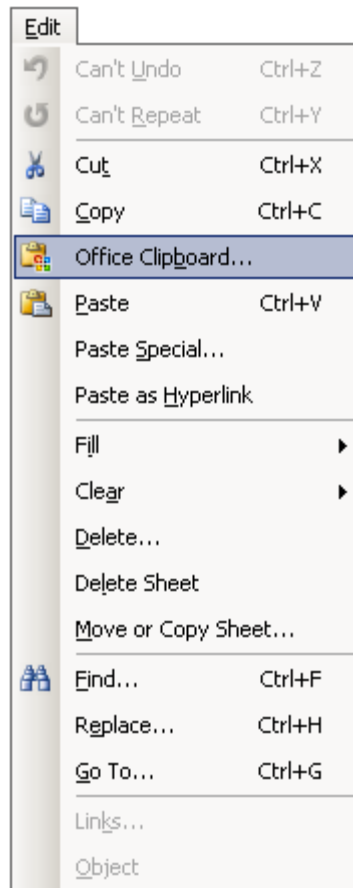 Edit
Can't Undo Ctrl+Z
Can't Repeat Ctrl+Y
Cut Ctrl+X
Copy Ctrl+C
Office Clipboard...
Paste Ctrl+V
Paste Special...
Paste as Hyperlink
Fill
Clear
Delete...
Delete Sheet
Move or Copy Sheet...
Find... Ctrl+F
Replace... Ctrl+H
Go To... Ctrl+G
Links...
Object